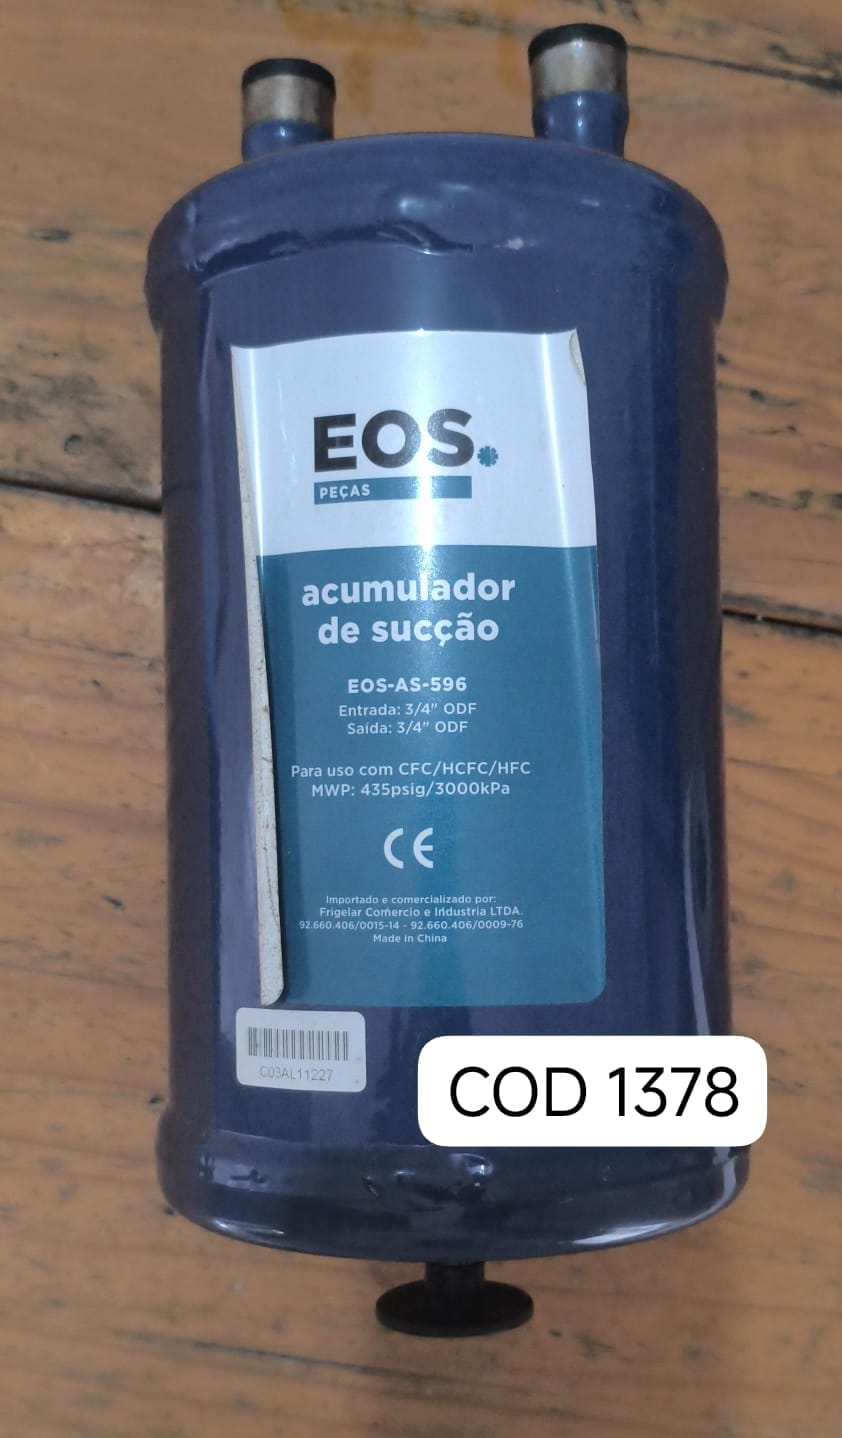 EOS
PEÇAS
acumulador
de sucção
EOS-AS-596
Entrada: 3/4" ODF
Saída: 3/4" ODF
Para uso com CFC/HCFC/HFC
MWP: 435psig/3000kPa
CE
Importado e comercializado por:
Frigelar Comercio e Industria LTDA.
92.660.406/0015-14 - 92.660.406/0009-76
Made in China
C03AL11227
COD 1378